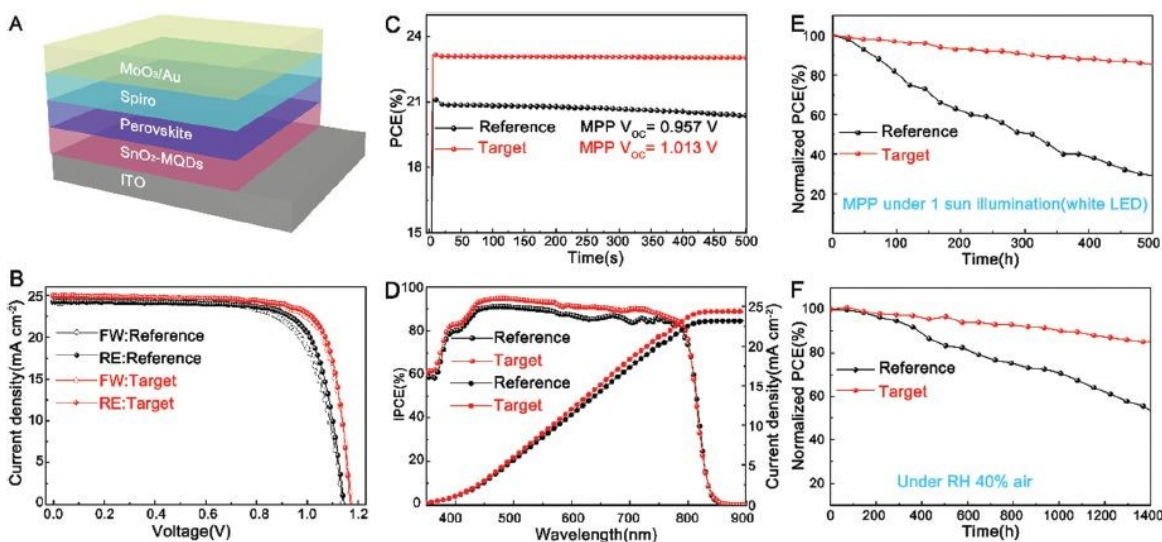 A
MoO₃/Au
Spiro
Perovskite
SnO₂-MQDs
ITO
B
Current density(mA cm⁻²)
25
20
15
10
5
0
FW:Reference
RE:Reference
FW:Target
RE:Target
0.0 0.2 0.4 0.6 0.8 1.0 1.2
Voltage(V)
C
PCE(%)
27
23
19
15
Reference MPP V_OC= 0.957 V
Target MPP V_OC= 1.013 V
0 50 100 150 200 250 300 350 400 450 500
Time(s)
D
IPCE(%)
100
80
60
40
20
0
Reference
Target
Reference
Target
25
20
15
10
5
0
Current density(mA cm⁻²)
400 500 600 700 800 900
Wavelength(nm)
E
Normalized PCE(%)
100
80
60
40
20
Reference
Target
MPP under 1 sun illumination(white LED)
0 100 200 300 400 500
Time(h)
F
Normalized PCE(%)
100
80
60
40
20
Reference
Target
Under RH 40% air
0 200 400 600 800 1000 1200 1400
Time(h)